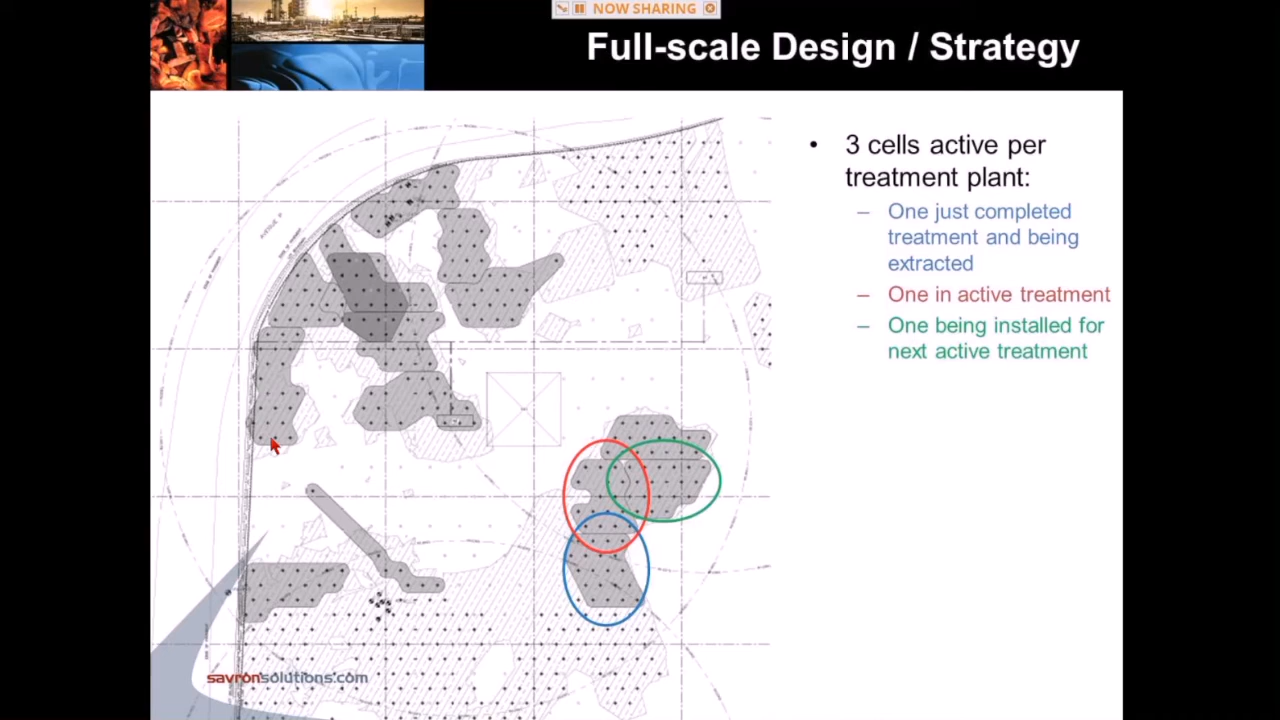 NOW SHARING
Full-scale Design / Strategy
• 3 cells active per
treatment plant:
– One just completed
treatment and being
extracted
– One in active treatment
– One being installed for
next active treatment
savronsolutions.com